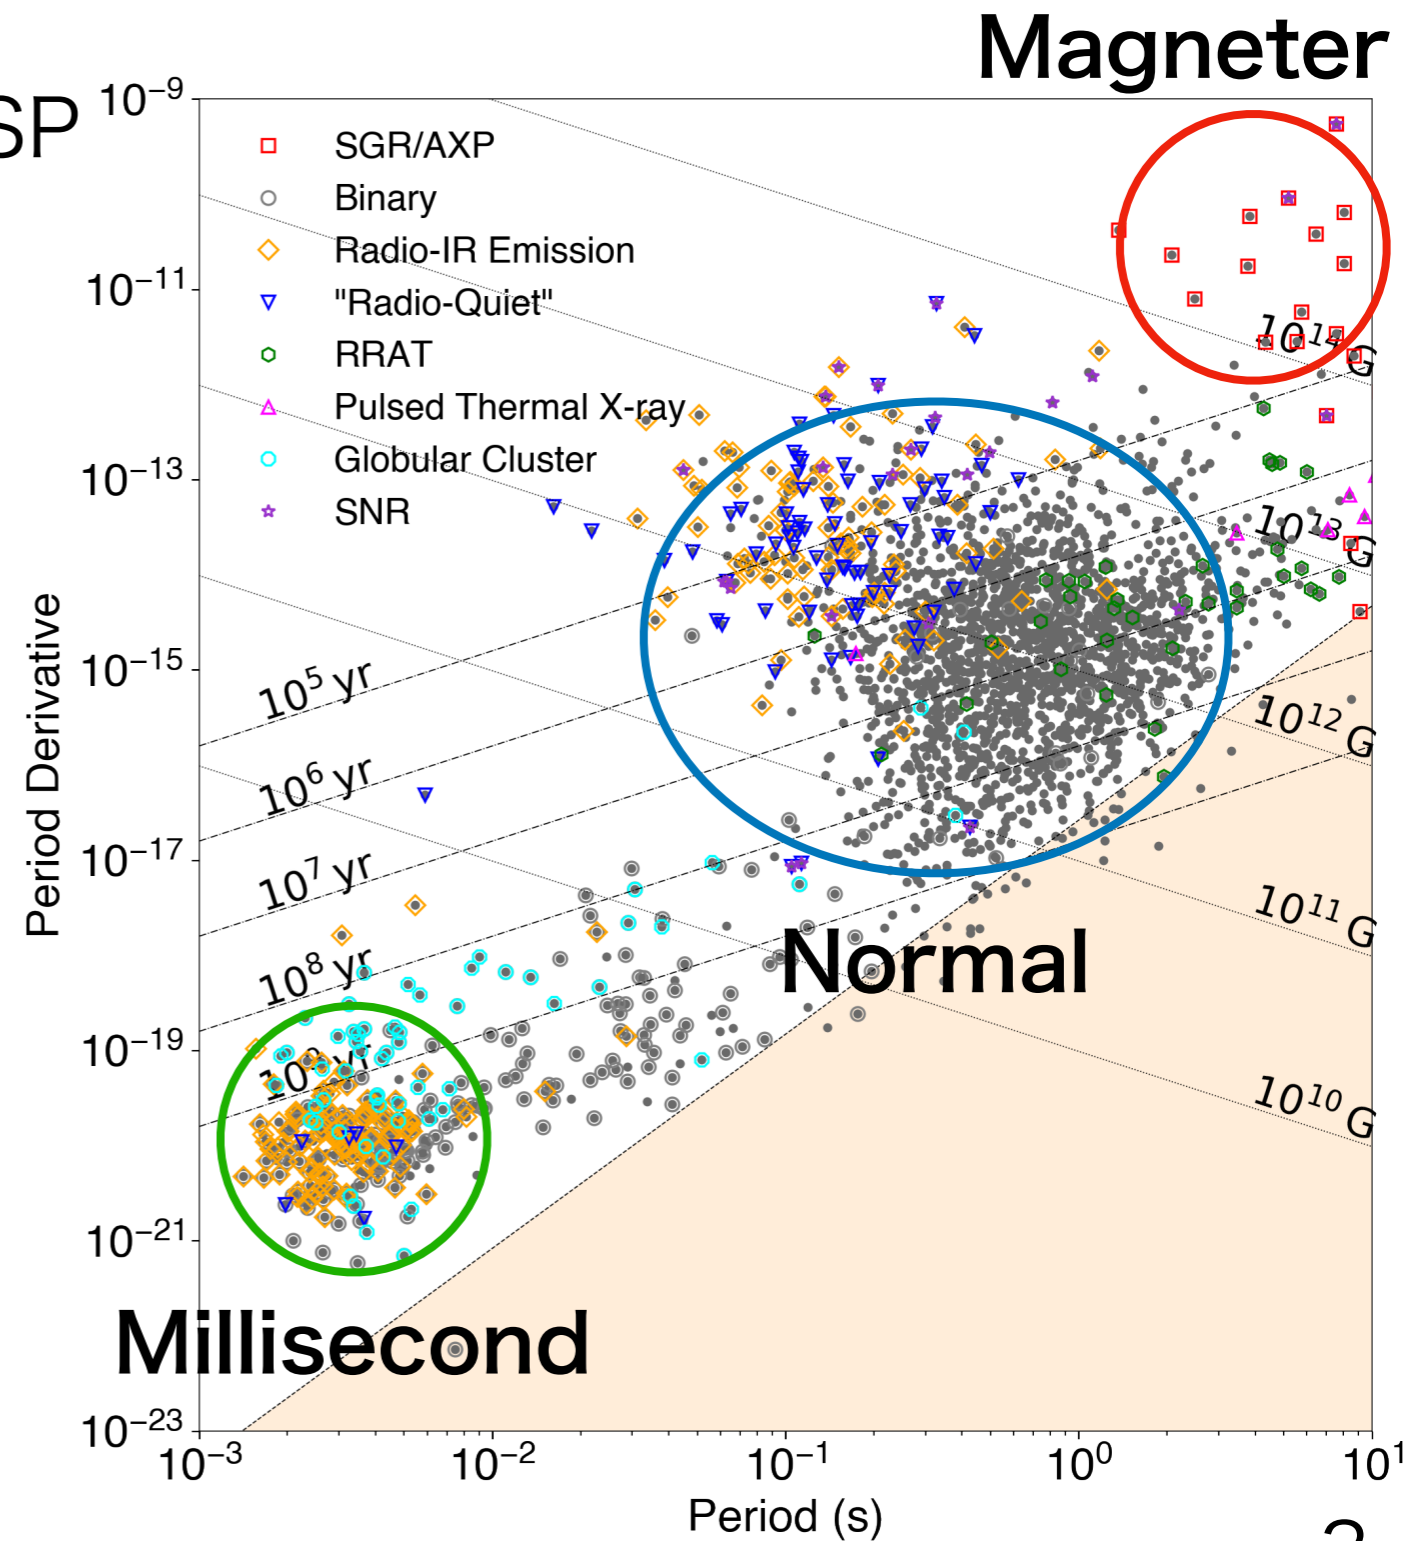 Magneter
SP
10⁻⁹
SGR/AXP
Binary
Radio-IR Emission
"Radio-Quiet"
RRAT
Pulsed Thermal X-ray
Globular Cluster
SNR
10⁻¹¹
10⁻¹³
10⁻¹⁵
10⁻¹⁷
10⁻¹⁹
10⁻²¹
10⁻²³
Period Derivative
10¹⁴ G
10¹³ G
10¹² G
10¹¹ G
10¹⁰ G
10⁵ yr
10⁶ yr
10⁷ yr
10⁸ yr
10⁹ yr
Normal
Millisecond
10⁻³
10⁻²
10⁻¹
10⁰
10¹
Period (s)